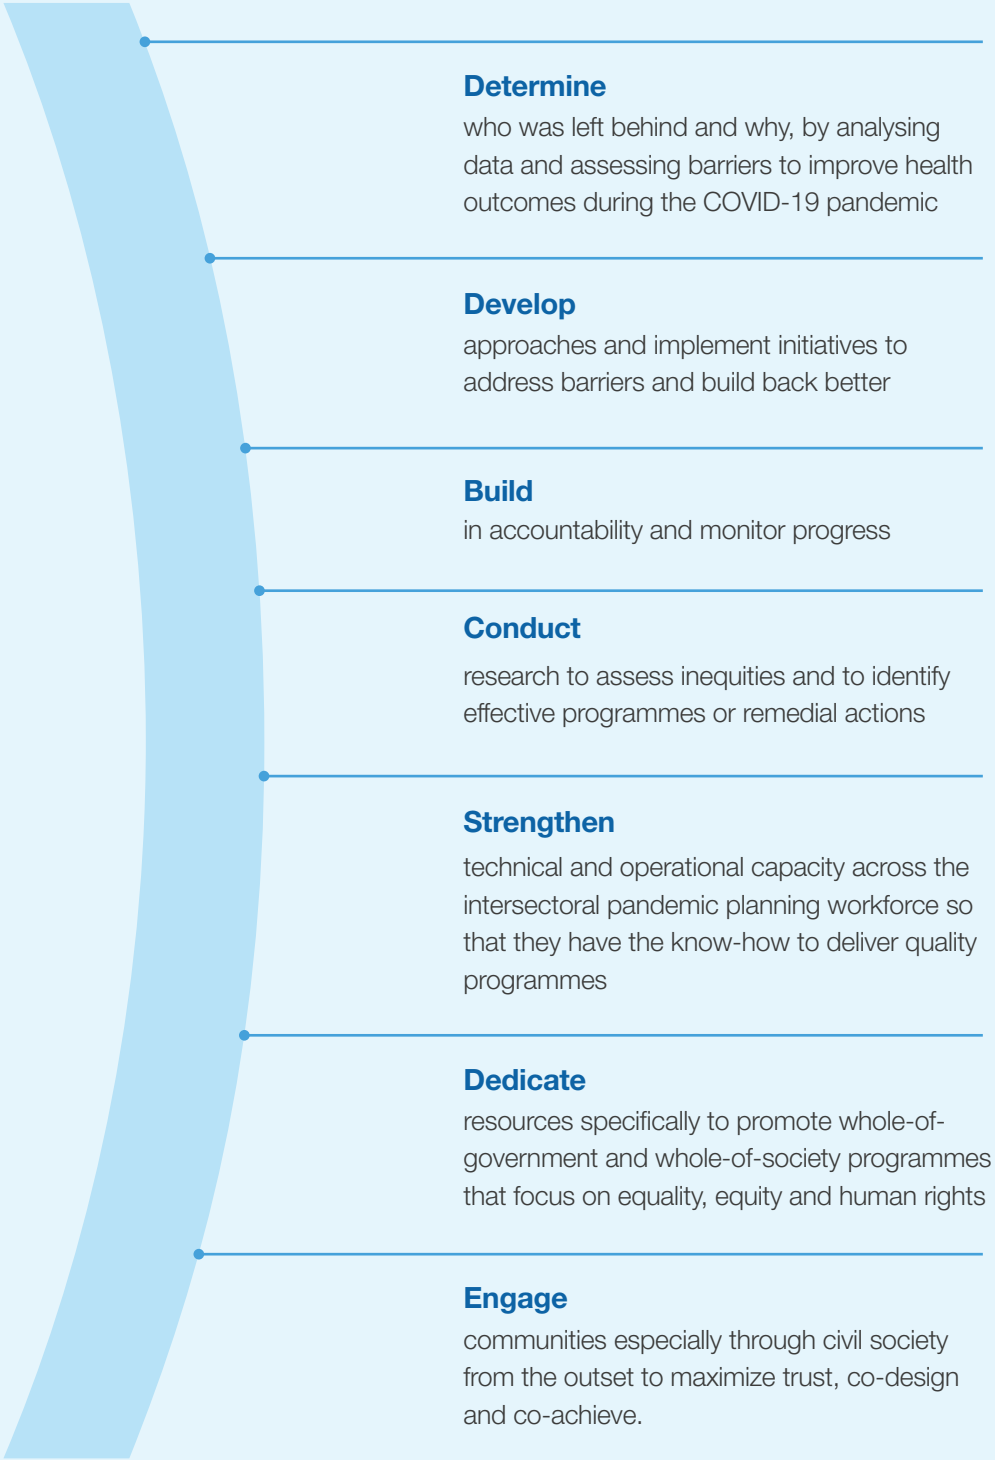 Determine
who was left behind and why, by analysing
data and assessing barriers to improve health
outcomes during the COVID-19 pandemic
Develop
approaches and implement initiatives to
address barriers and build back better
Build
in accountability and monitor progress
Conduct
research to assess inequities and to identify
effective programmes or remedial actions
Strengthen
technical and operational capacity across the
intersectoral pandemic planning workforce so
that they have the know-how to deliver quality
programmes
Dedicate
resources specifically to promote whole-of-
government and whole-of-society programmes
that focus on equality, equity and human rights
Engage
communities especially through civil society
from the outset to maximize trust, co-design
and co-achieve.